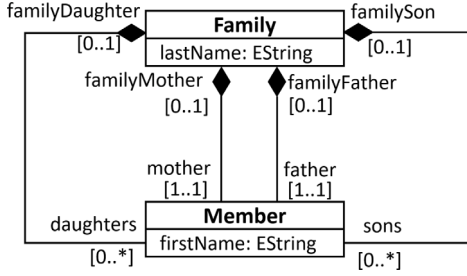 familyDaughter
Family
familySon
[0..1]
lastName: EString
[0..1]
familyMother
familyFather
[0..1]
[0..1]
mother
father
[1..1]
[1..1]
daughters
Member
sons
[0..*]
firstName: EString
[0..*]